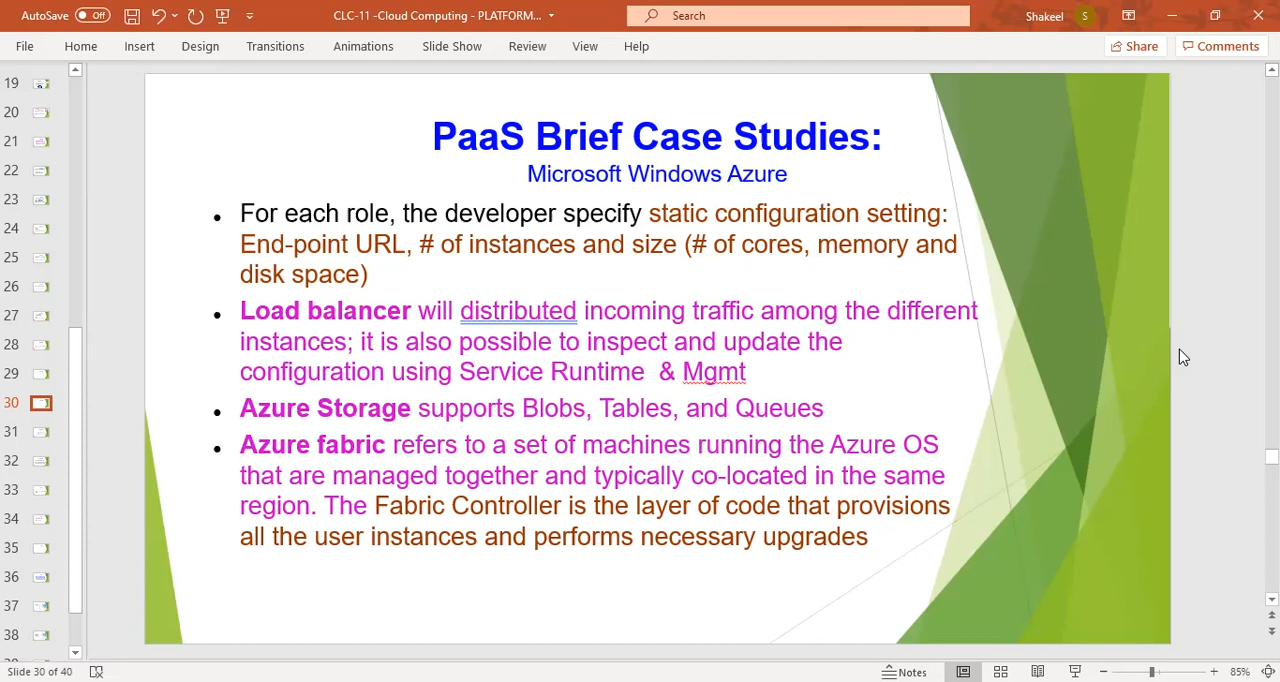 AutoSave Off CLC-11 -Cloud Computing - PLATFORM... Search Shakeel S
File Home Insert Design Transitions Animations Slide Show Review View Help Share Comments
19
20
21
22
23
24
25
26
27
28
29
30
31
32
33
34
35
36
37
38
PaaS Brief Case Studies:
Microsoft Windows Azure
• For each role, the developer specify static configuration setting:
End-point URL, # of instances and size (# of cores, memory and
disk space)
• Load balancer will distributed incoming traffic among the different
instances; it is also possible to inspect and update the
configuration using Service Runtime & Mgmt
• Azure Storage supports Blobs, Tables, and Queues
• Azure fabric refers to a set of machines running the Azure OS
that are managed together and typically co-located in the same
region. The Fabric Controller is the layer of code that provisions
all the user instances and performs necessary upgrades
Slide 30 of 40 Notes 85%